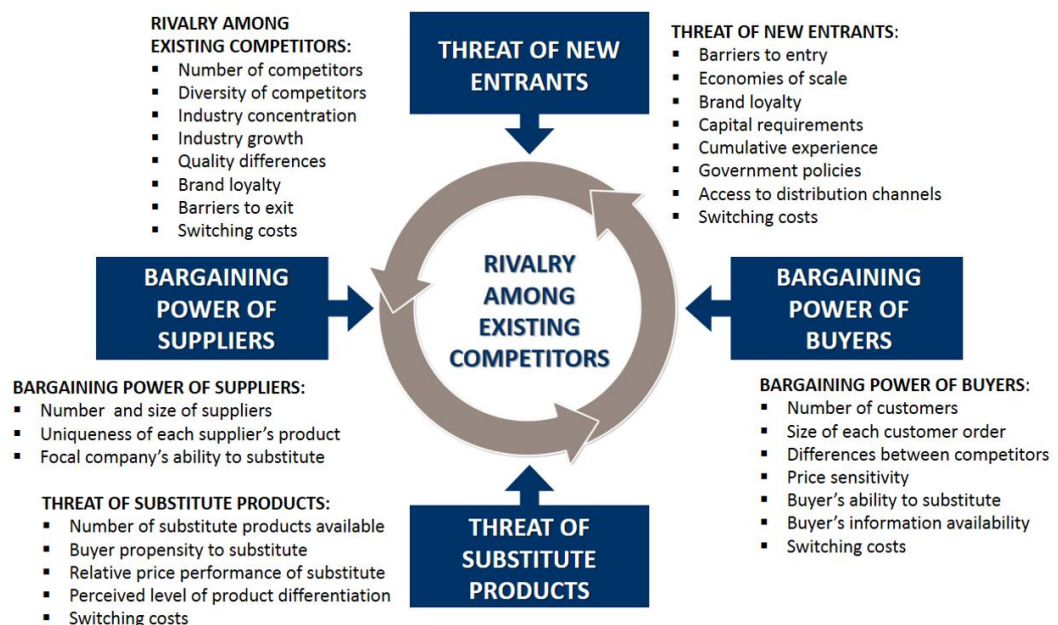 RIVALRY AMONG
EXISTING COMPETITORS:
▪ Number of competitors
▪ Diversity of competitors
▪ Industry concentration
▪ Industry growth
▪ Quality differences
▪ Brand loyalty
▪ Barriers to exit
▪ Switching costs
THREAT OF NEW
ENTRANTS
THREAT OF NEW ENTRANTS:
▪ Barriers to entry
▪ Economies of scale
▪ Brand loyalty
▪ Capital requirements
▪ Cumulative experience
▪ Government policies
▪ Access to distribution channels
▪ Switching costs
BARGAINING
POWER OF
SUPPLIERS
RIVALRY
AMONG
EXISTING
COMPETITORS
BARGAINING
POWER OF
BUYERS
BARGAINING POWER OF SUPPLIERS:
▪ Number and size of suppliers
▪ Uniqueness of each supplier’s product
▪ Focal company’s ability to substitute
BARGAINING POWER OF BUYERS:
▪ Number of customers
▪ Size of each customer order
▪ Differences between competitors
▪ Price sensitivity
▪ Buyer’s ability to substitute
▪ Buyer’s information availability
▪ Switching costs
THREAT OF SUBSTITUTE PRODUCTS:
▪ Number of substitute products available
▪ Buyer propensity to substitute
▪ Relative price performance of substitute
▪ Perceived level of product differentiation
▪ Switching costs
THREAT OF
SUBSTITUTE
PRODUCTS